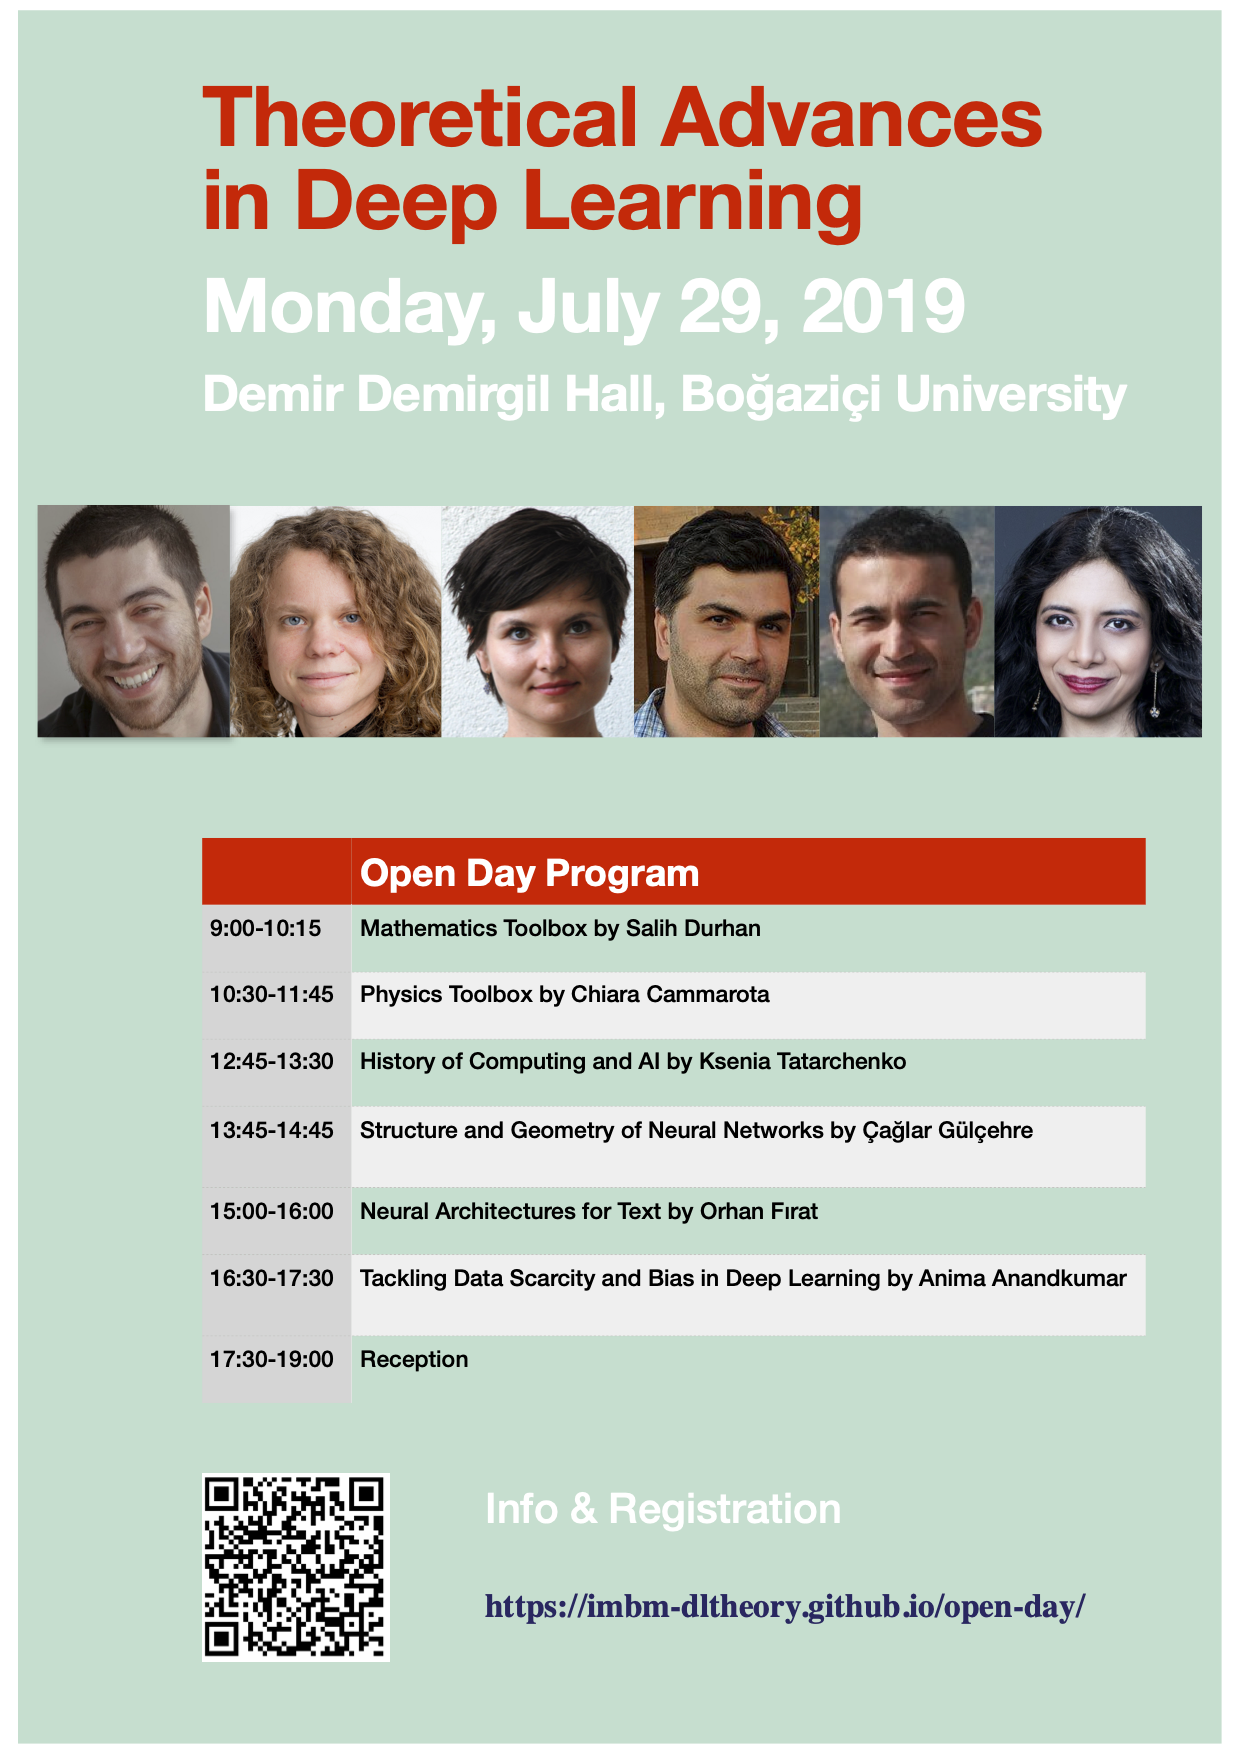 Theoretical Advances
in Deep Learning
Monday, July 29, 2019
Demir Demirgil Hall, Boğaziçi University
Open Day Program
9:00-10:15 Mathematics Toolbox by Salih Durhan
10:30-11:45 Physics Toolbox by Chiara Cammarota
12:45-13:30 History of Computing and AI by Ksenia Tatarchenko
13:45-14:45 Structure and Geometry of Neural Networks by Çağlar Gülçehre
15:00-16:00 Neural Architectures for Text by Orhan Fırat
16:30-17:30 Tackling Data Scarcity and Bias in Deep Learning by Anima Anandkumar
17:30-19:00 Reception
Info & Registration
https://imbm-dltheory.github.io/open-day/